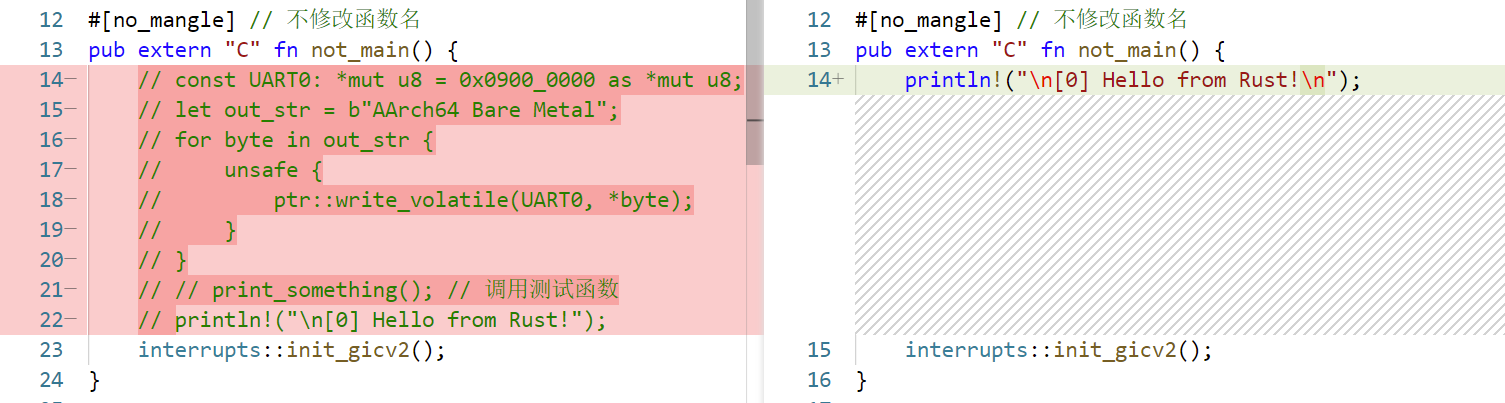 12 #[no_mangle] // 不修改函数名
13 pub extern "C" fn not_main() {
14− // const UART0: *mut u8 = 0x0900_0000 as *mut u8;
15− // let out_str = b"AArch64 Bare Metal";
16− // for byte in out_str {
17− //     unsafe {
18− //         ptr::write_volatile(UART0, *byte);
19− //     }
20− // }
21− // // print_something(); // 调用测试函数
22− // println!("\n[0] Hello from Rust!");
23 interrupts::init_gicv2();
24 }
12 #[no_mangle] // 不修改函数名
13 pub extern "C" fn not_main() {
14+ println!("\n[0] Hello from Rust!\n");
15 interrupts::init_gicv2();
16 }